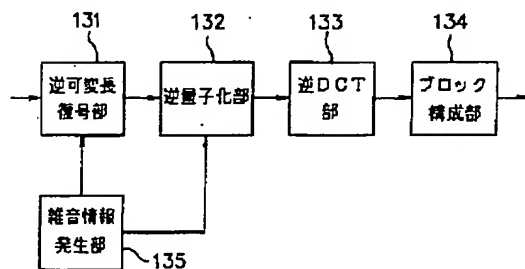 131
132
133
134
逆可変長
復号部
逆量子化部
逆DCT
部
ブロック
構成部
雑音情報
発生部
135